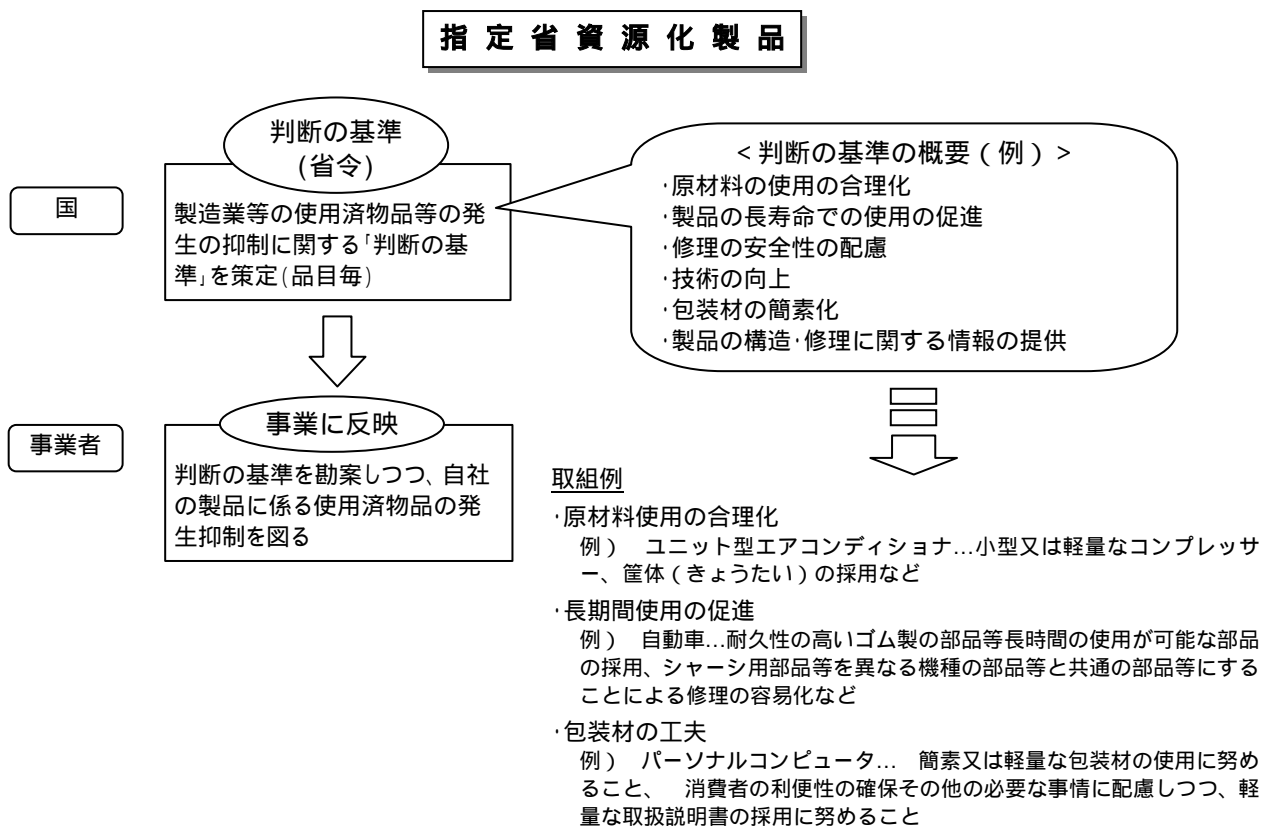 指定省資源化製品
国
判断の基準
(省令)
製造業等の使用済物品等の発
生の抑制に関する「判断の基
準」を策定(品目毎)
<判断の基準の概要(例)>
・原材料の使用の合理化
・製品の長寿命での使用の促進
・修理の安全性の配慮
・技術の向上
・包装材の簡素化
・製品の構造・修理に関する情報の提供
事業者
事業に反映
判断の基準を勘案しつつ、自社
の製品に係る使用済物品の発
生抑制を図る
取組例
・原材料使用の合理化
例) ユニット型エアコンディショナ…小型又は軽量なコンプレッサ
ー、筐体(きょうたい)の採用など
・長期間使用の促進
例) 自動車…耐久性の高いゴム製の部品等長時間の使用が可能な部品
の採用、シャーシ用部品等を異なる機種の部品等と共通の部品等にする
ことによる修理の容易化など
・包装材の工夫
例) パーソナルコンピュータ… 簡素又は軽量な包装材の使用に努め
ること、 消費者の利便性の確保その他の必要な事情に配慮しつつ、軽
量な取扱説明書の採用に努めること